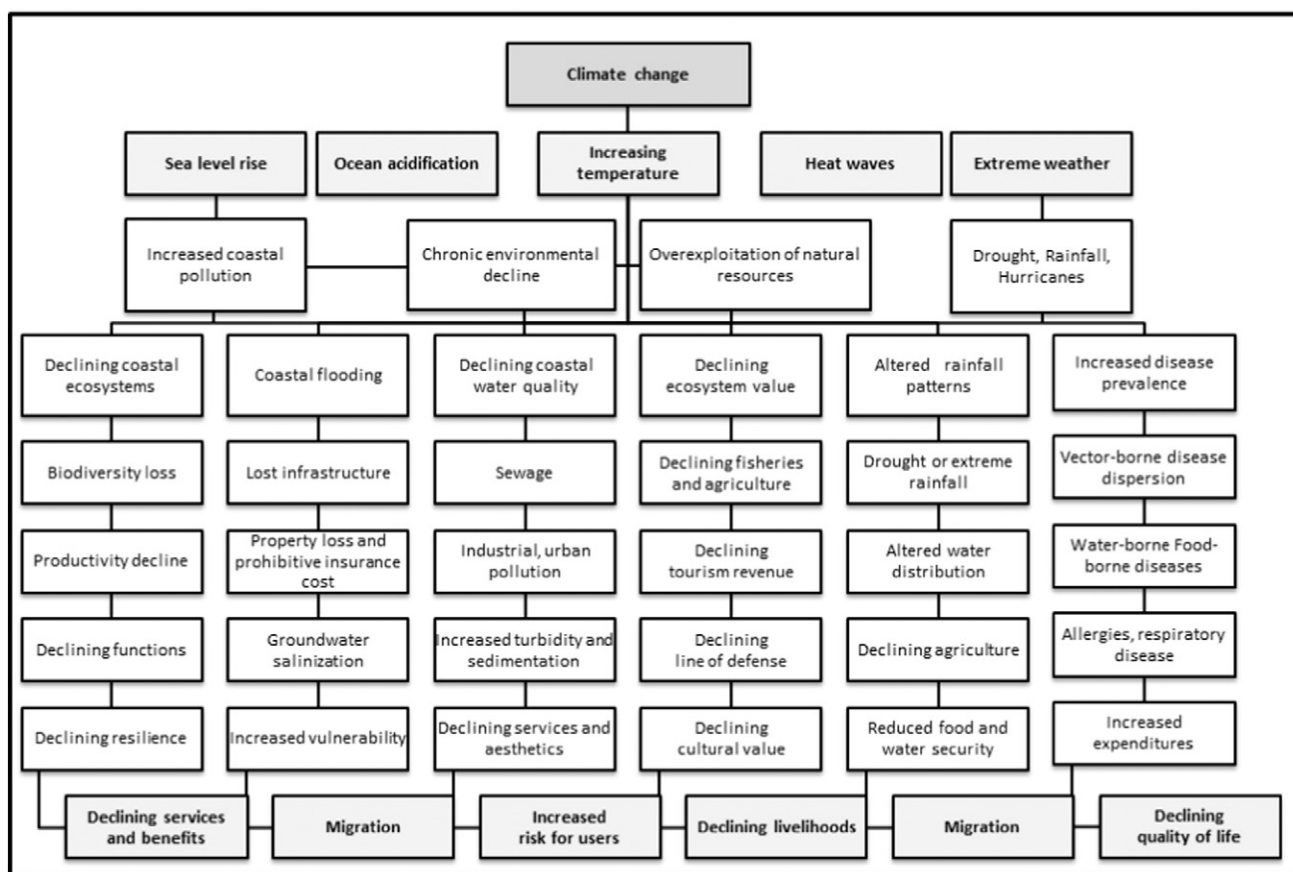 Climate change
Sea level rise
Ocean acidification
Increasing
temperature
Heat waves
Extreme weather
Increased coastal
pollution
Chronic environmental
decline
Overexploitation of natural
resources
Drought, Rainfall,
Hurricanes
Declining coastal
ecosystems
Coastal flooding
Declining coastal
water quality
Declining
ecosystem value
Altered rainfall
patterns
Increased disease
prevalence
Biodiversity loss
Lost infrastructure
Sewage
Declining fisheries
and agriculture
Drought or extreme
rainfall
Vector-borne disease
dispersion
Productivity decline
Property loss and
prohibitive insurance
cost
Industrial, urban
pollution
Declining
tourism revenue
Altered water
distribution
Water-borne Food-
borne diseases
Declining functions
Groundwater
salinization
Increased turbidity and
sedimentation
Declining
line of defense
Declining agriculture
Allergies, respiratory
disease
Declining resilience
Increased vulnerability
Declining services and
aesthetics
Declining
cultural value
Reduced food and
water security
Increased
expenditures
Declining services
and benefits
Migration
Increased
risk for users
Declining livelihoods
Migration
Declining
quality of life